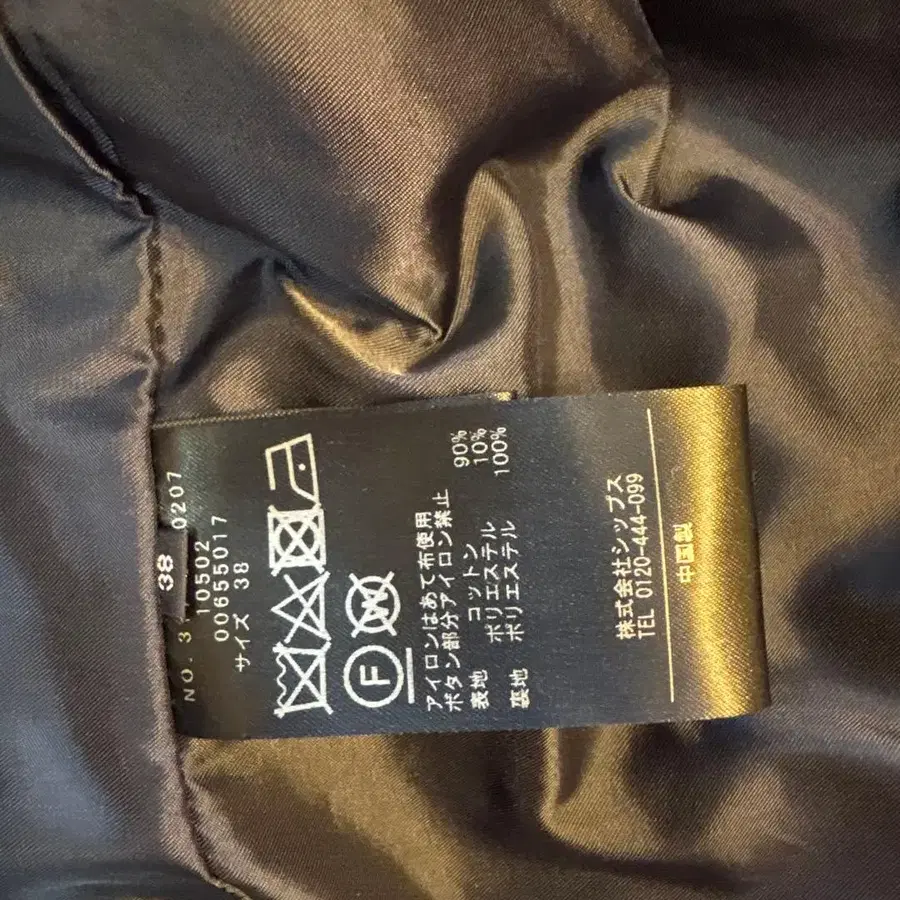 38
NO. 3 0207
10502
0065017
サイズ 38
F W
アイロンはあて布使用
ボタン部分アイロン禁止
表地 コットン 90%
ポリエステル 10%
裏地 ポリエステル 100%
株式会社シップス
TEL 0120-444-099
中国製